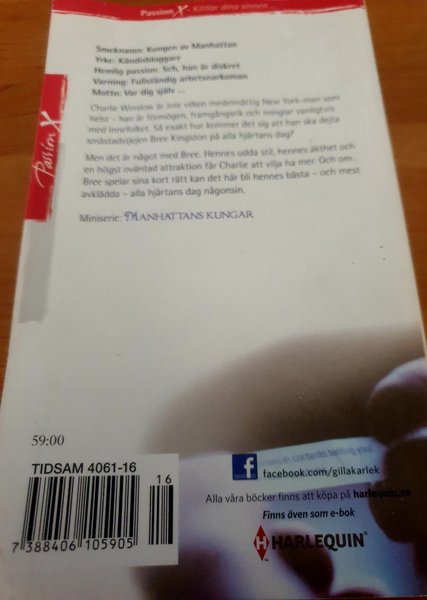 Passion X Kittlar dina sinnen
Smeknamn: Kungen av Manhattan
Yrke: Kändisbloggare
Hemlig passion: Sch, han är diskret
Varning: Fullständig arbetsnarkoman
Motto: Var dig själv ...
Charlie Winslow är inte vilken medelmåttig New York-man som
helst – han är förmögen, framgångsrik och minglar vanligtvis
med innefolket. Så exakt hur kommer det sig att han ska dejta
småstadstjejen Bree Kingston på alla hjärtans dag?
Men det är något med Bree. Hennes udda stil, hennes äkthet och
en högst oväntad attraktion får Charlie att vilja ha mer. Och om
Bree spelar sina kort rätt kan det här bli hennes bästa – och mest
avklädda – alla hjärtans dag någonsin.
Miniserie: MANHATTANS KUNGAR
Passion X
Passion X
59:00
TIDSAM 4061-16
16
7 388406 105905
facebook.com/gillakarlek
Alla våra böcker finns att köpa på harlequin.se
Finns även som e-bok
HARLEQUIN